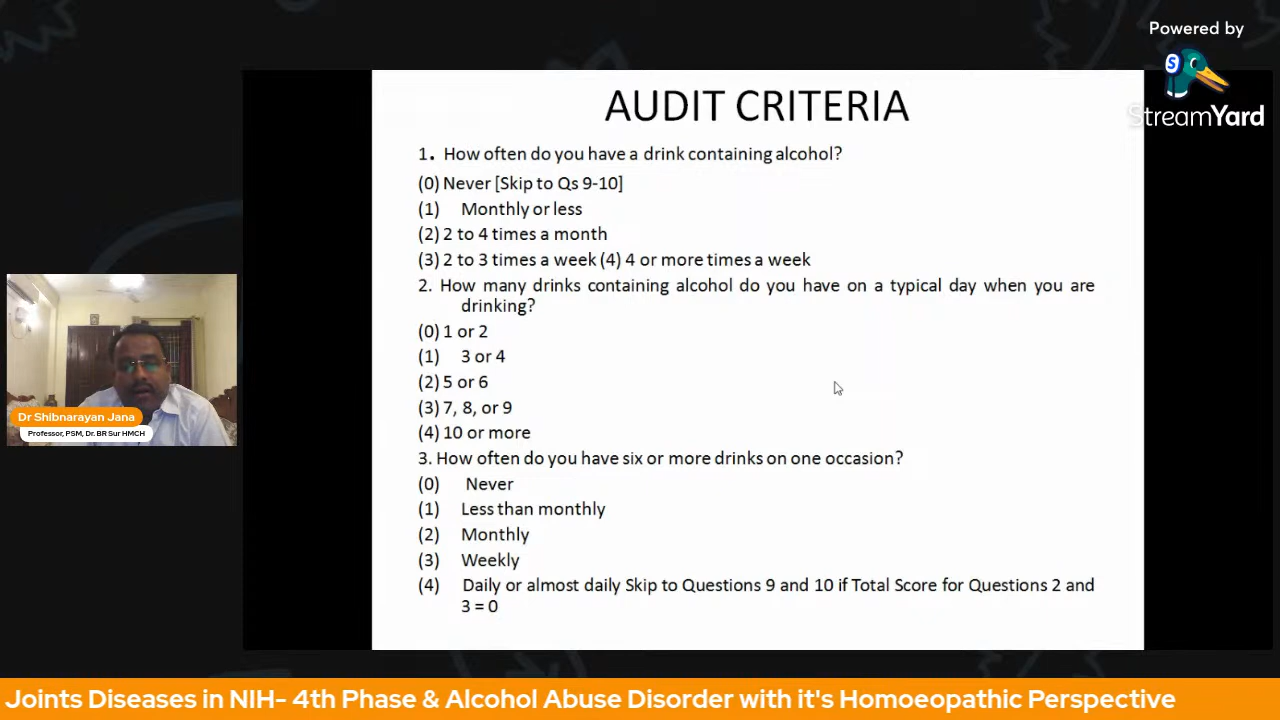 Powered by
StreamYard
AUDIT CRITERIA
1. How often do you have a drink containing alcohol?
(0) Never [Skip to Qs 9-10]
(1) Monthly or less
(2) 2 to 4 times a month
(3) 2 to 3 times a week (4) 4 or more times a week
2. How many drinks containing alcohol do you have on a typical day when you are
drinking?
(0) 1 or 2
(1) 3 or 4
(2) 5 or 6
(3) 7, 8, or 9
(4) 10 or more
3. How often do you have six or more drinks on one occasion?
(0) Never
(1) Less than monthly
(2) Monthly
(3) Weekly
(4) Daily or almost daily Skip to Questions 9 and 10 if Total Score for Questions 2 and
3 = 0
Dr Shibnarayan Jana
Professor, PSM, Dr. BR Sur HMCH
Joints Diseases in NIH- 4th Phase & Alcohol Abuse Disorder with it's Homoeopathic Perspective